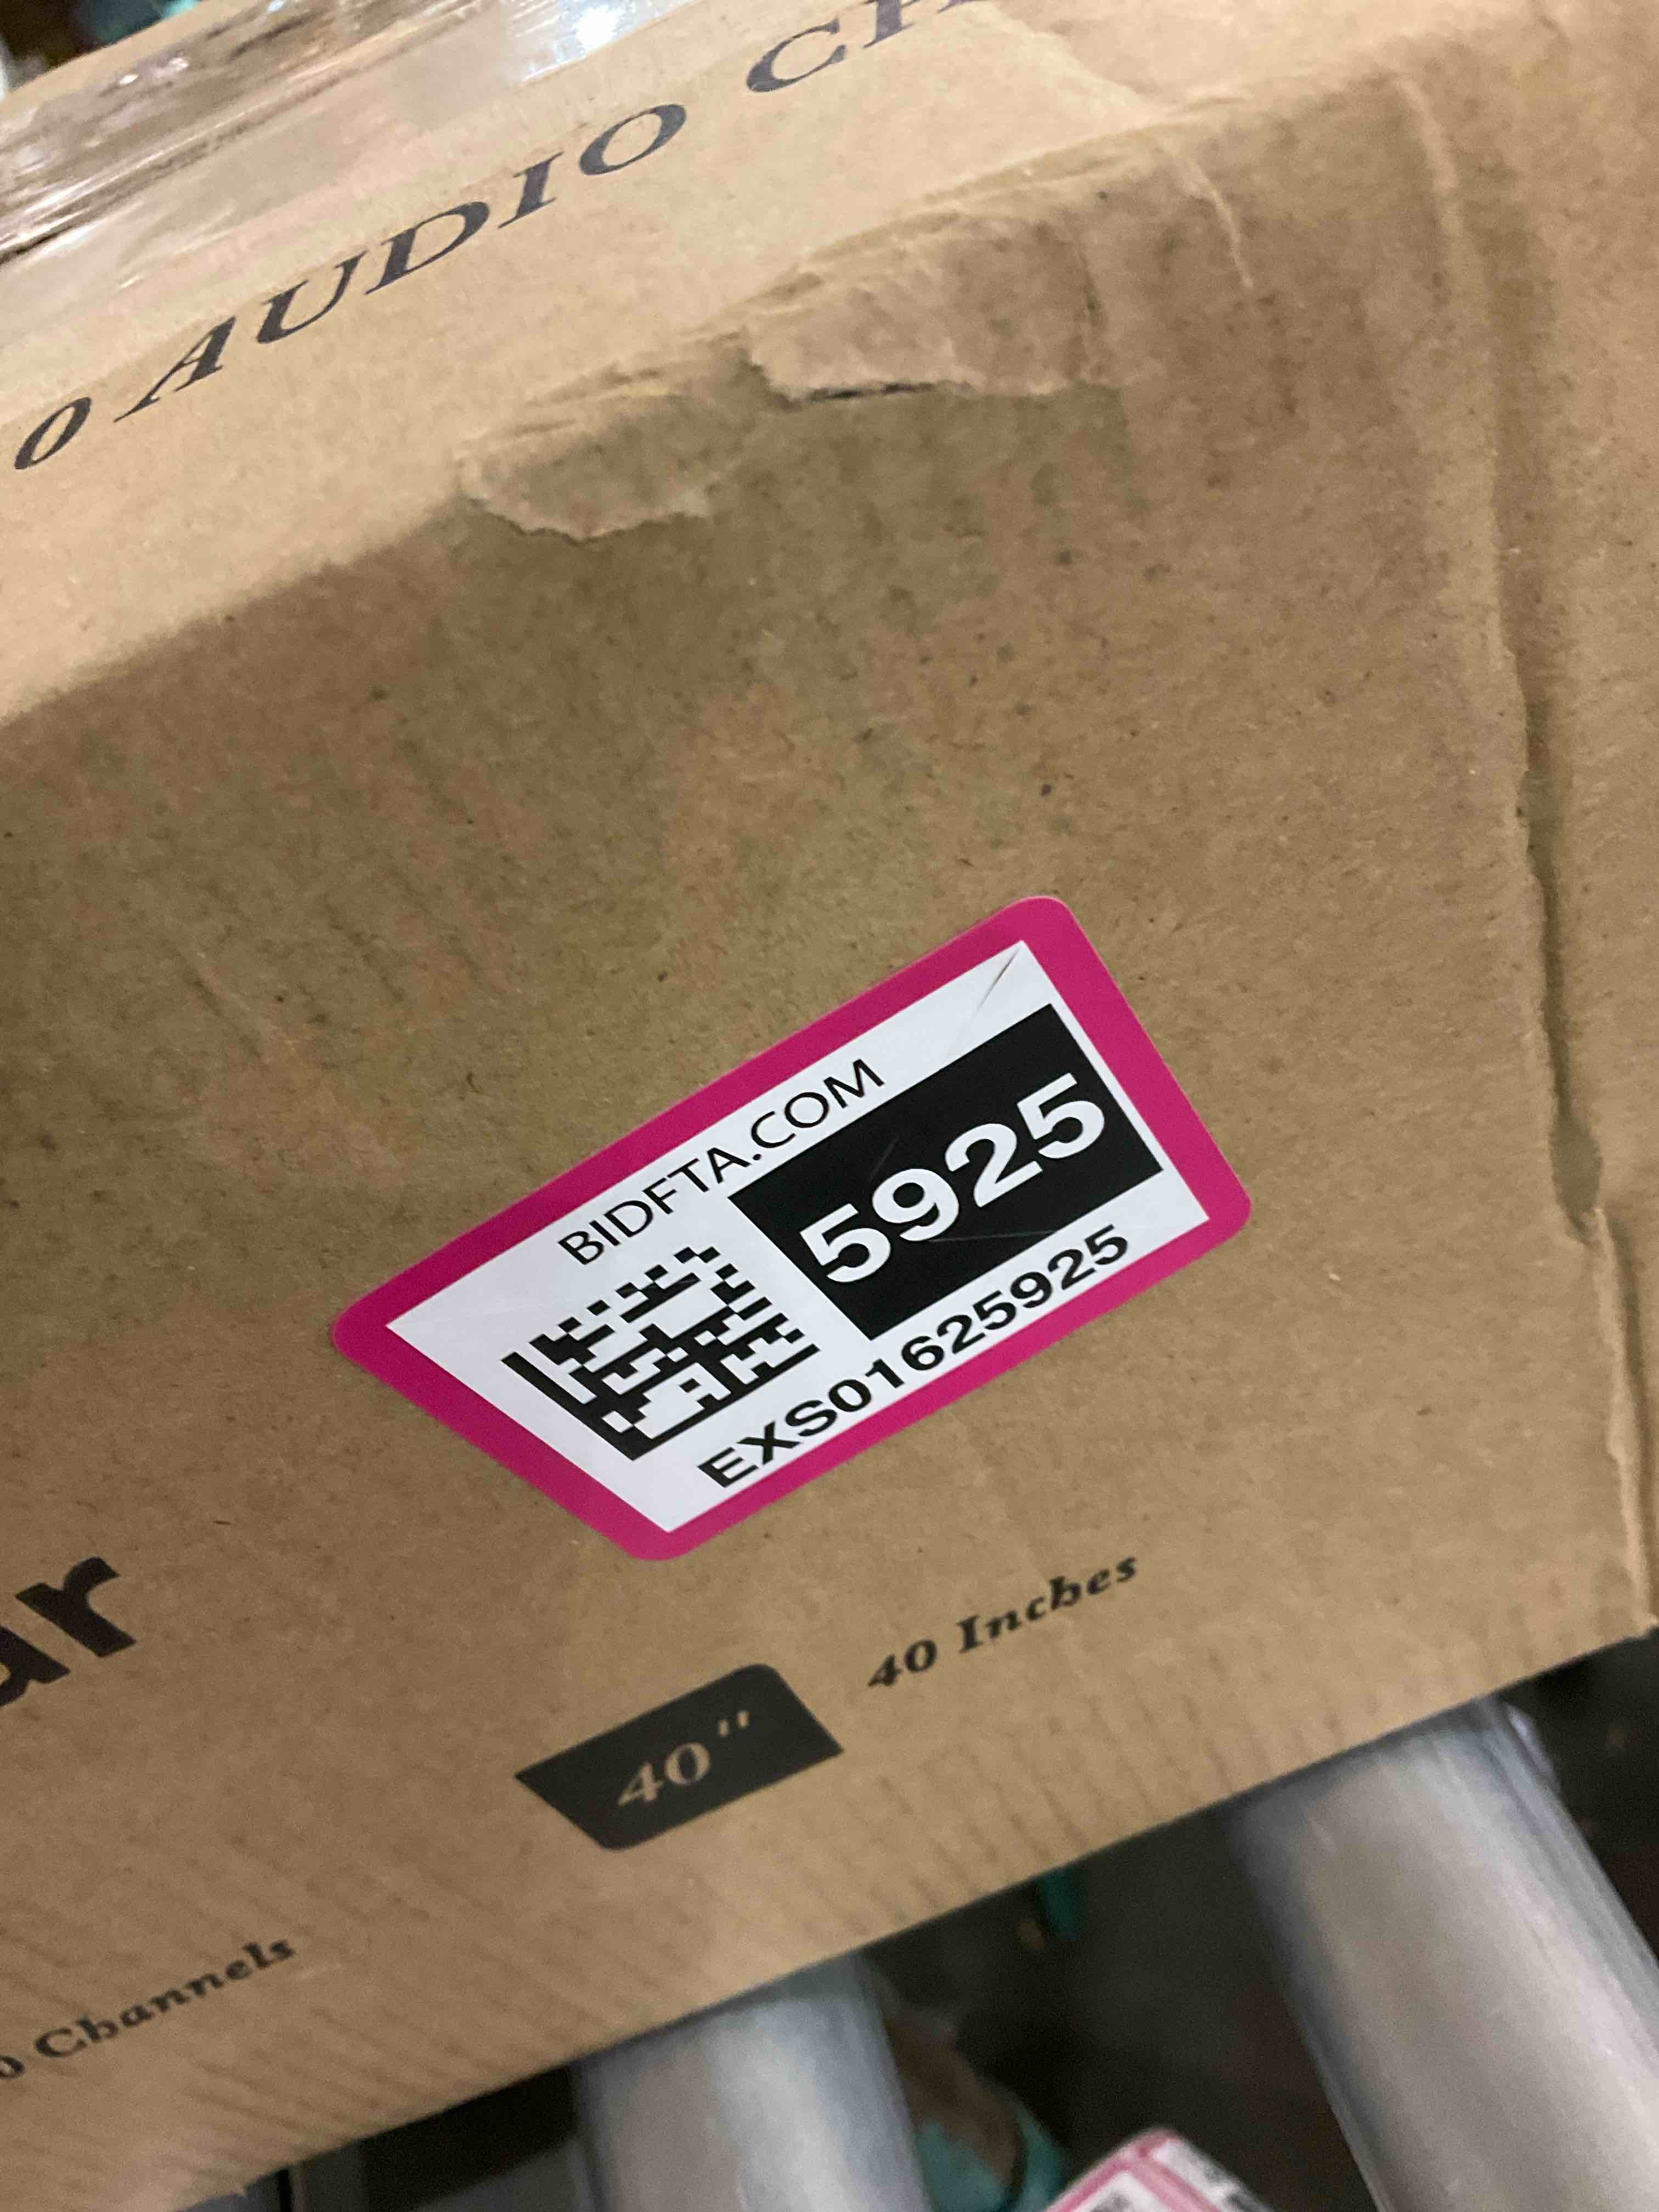 0 AUDIO CH
BIDFTA.COM
5925
EXS01625925
ar
40"
40 Inches
0 Channels